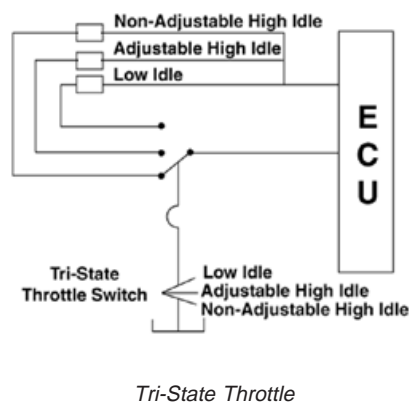 Non-Adjustable High Idle
Adjustable High Idle
Low Idle
E
C
U
Tri-State
Throttle Switch
Low Idle
Adjustable High Idle
Non-Adjustable High Idle
Tri-State Throttle